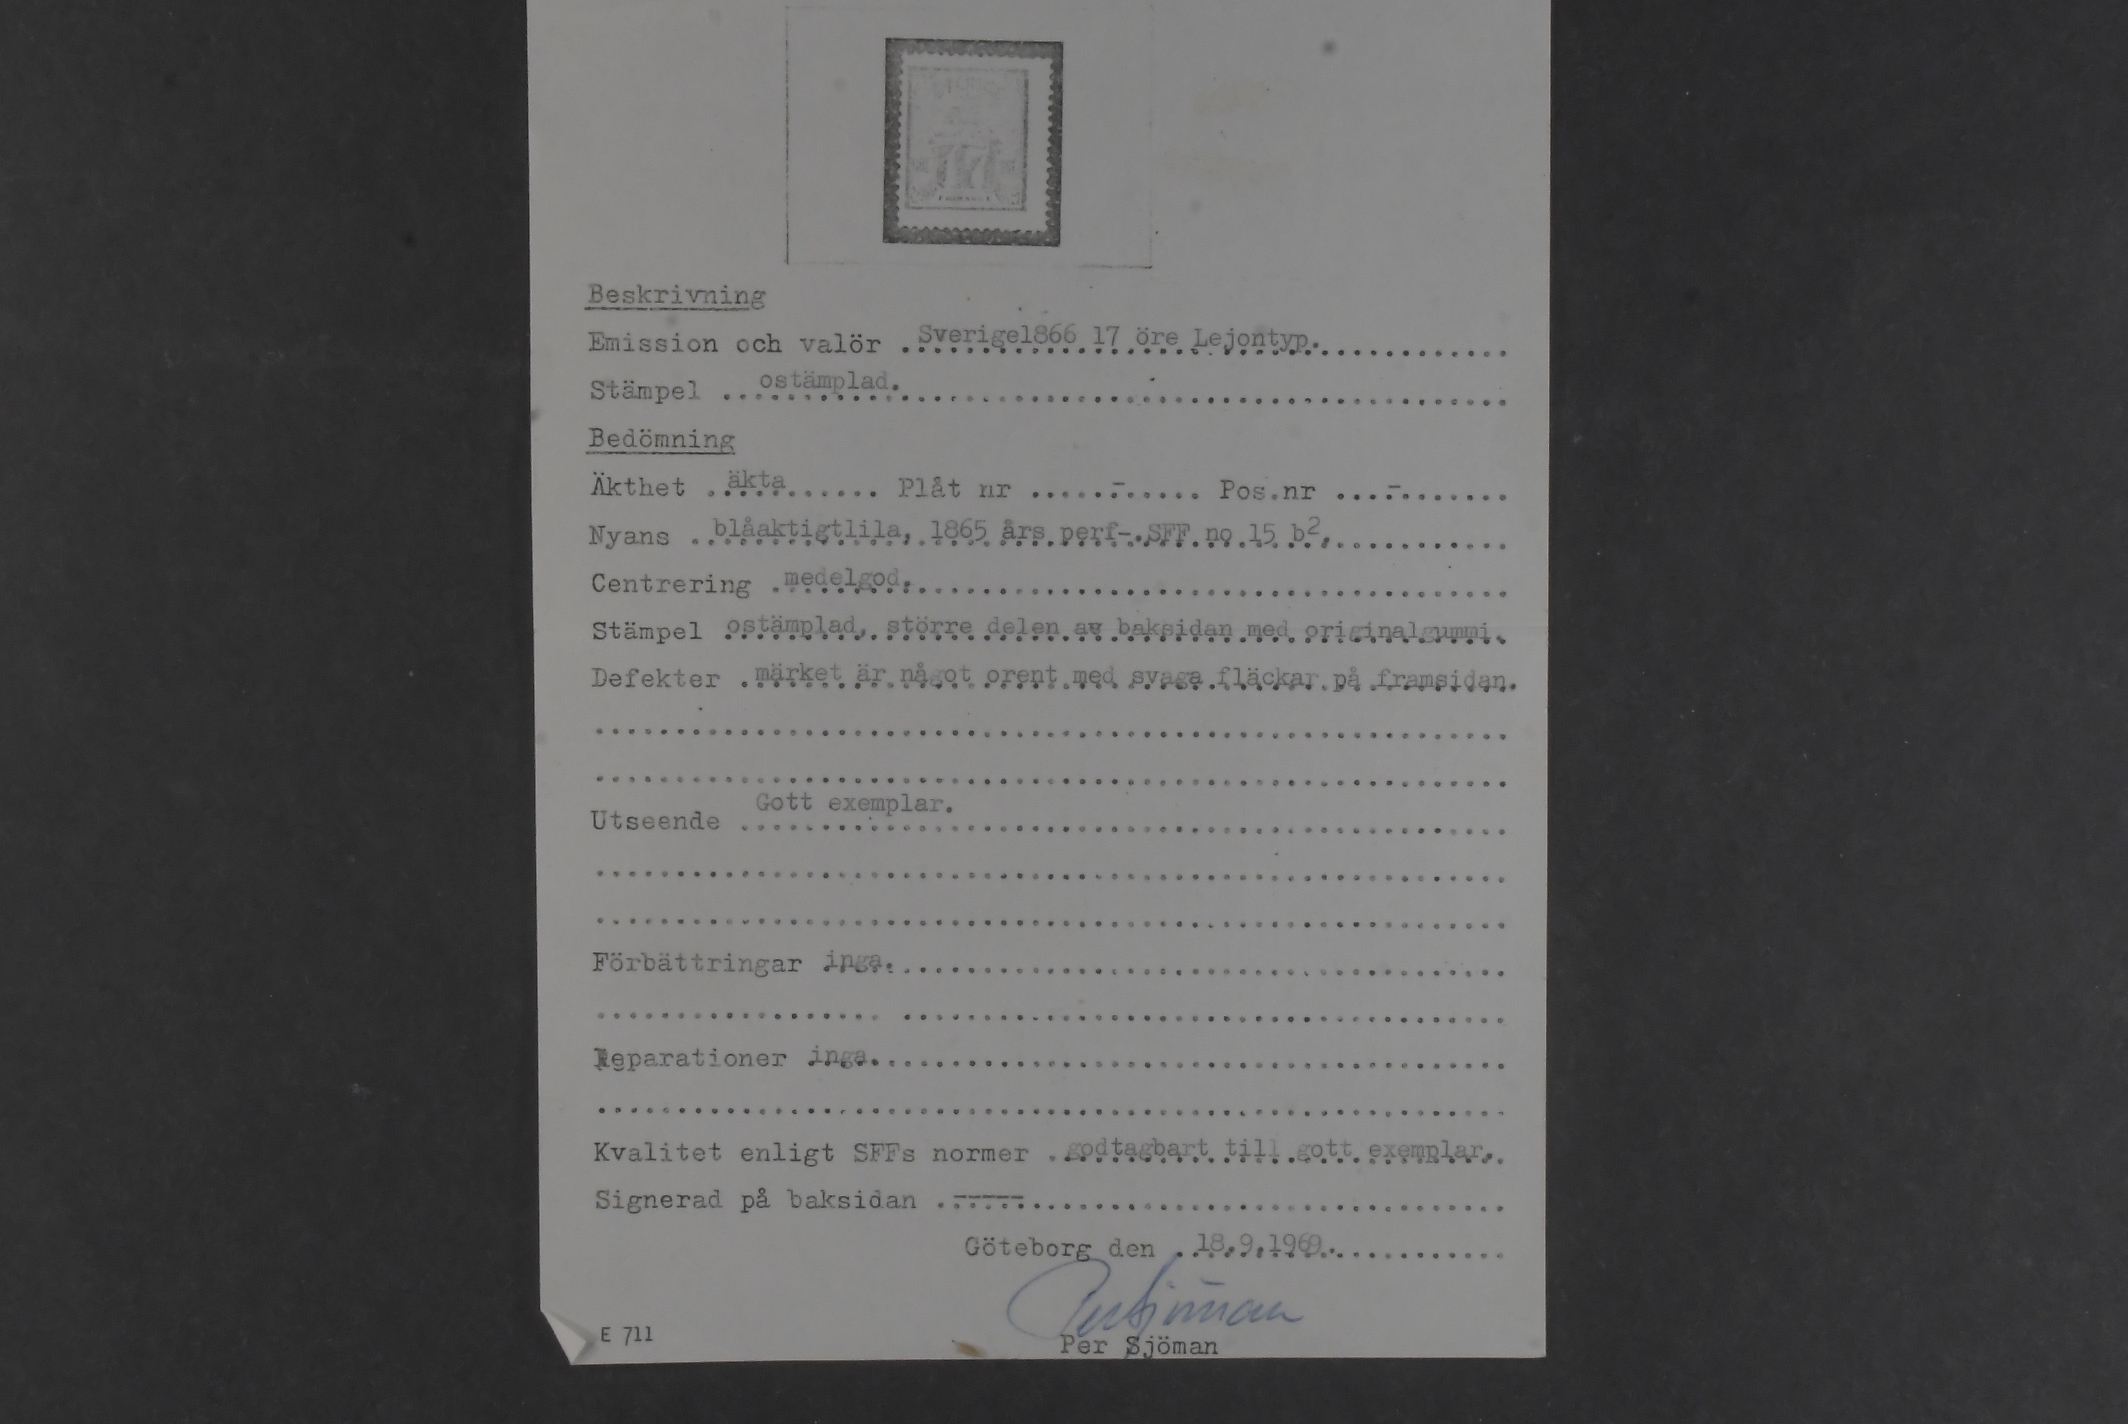 Beskrivning
Emission och valör .Sverige1866 17 öre Lejontyp.
Stämpel ostämplad.
Bedömning
Äkthet äkta Plåt nr - Pos.nr -
Nyans blåaktigtlila, 1865 års perf-.SFF no 15 b2,
Centrering medelgod.
Stämpel ostämplad, större delen av baksidan med originalgummi.
Defekter märket är något orent med svaga fläckar på framsidan.
Utseende Gott exemplar.
Förbättringar inga.
Reparationer inga.
Kvalitet enligt SFFs normer godtagbart till gott exemplar.
Signerad på baksidan -----
Göteborg den 18.9.1969.
Per Sjöman
E 711
Per Sjöman